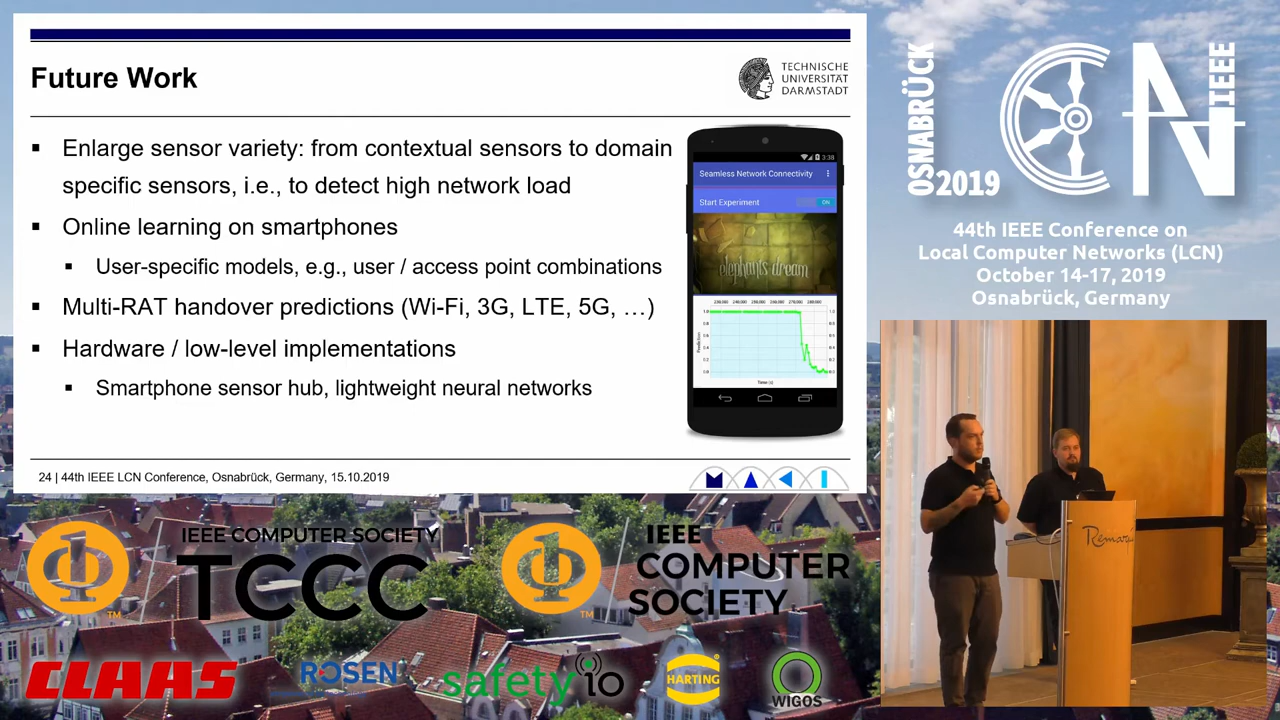 Future Work
TECHNISCHE
UNIVERSITÄT
DARMSTADT
▪ Enlarge sensor variety: from contextual sensors to domain
specific sensors, i.e., to detect high network load
▪ Online learning on smartphones
▪ User-specific models, e.g., user / access point combinations
▪ Multi-RAT handover predictions (Wi-Fi, 3G, LTE, 5G, …)
▪ Hardware / low-level implementations
▪ Smartphone sensor hub, lightweight neural networks
3:38
Seamless Network Connectivity
Start Experiment
ON
elephants dream
Time (s)
24 | 44th IEEE LCN Conference, Osnabrück, Germany, 15.10.2019
OSNABRÜCK
2019
LCN
IEEE
44th IEEE Conference on
Local Computer Networks (LCN)
October 14-17, 2019
Osnabrück, Germany
IEEE COMPUTER SOCIETY
TCCC
TM
IEEE
COMPUTER
SOCIETY
TM
CLAAS
ROSEN
safety io
HARTING
WIGOS